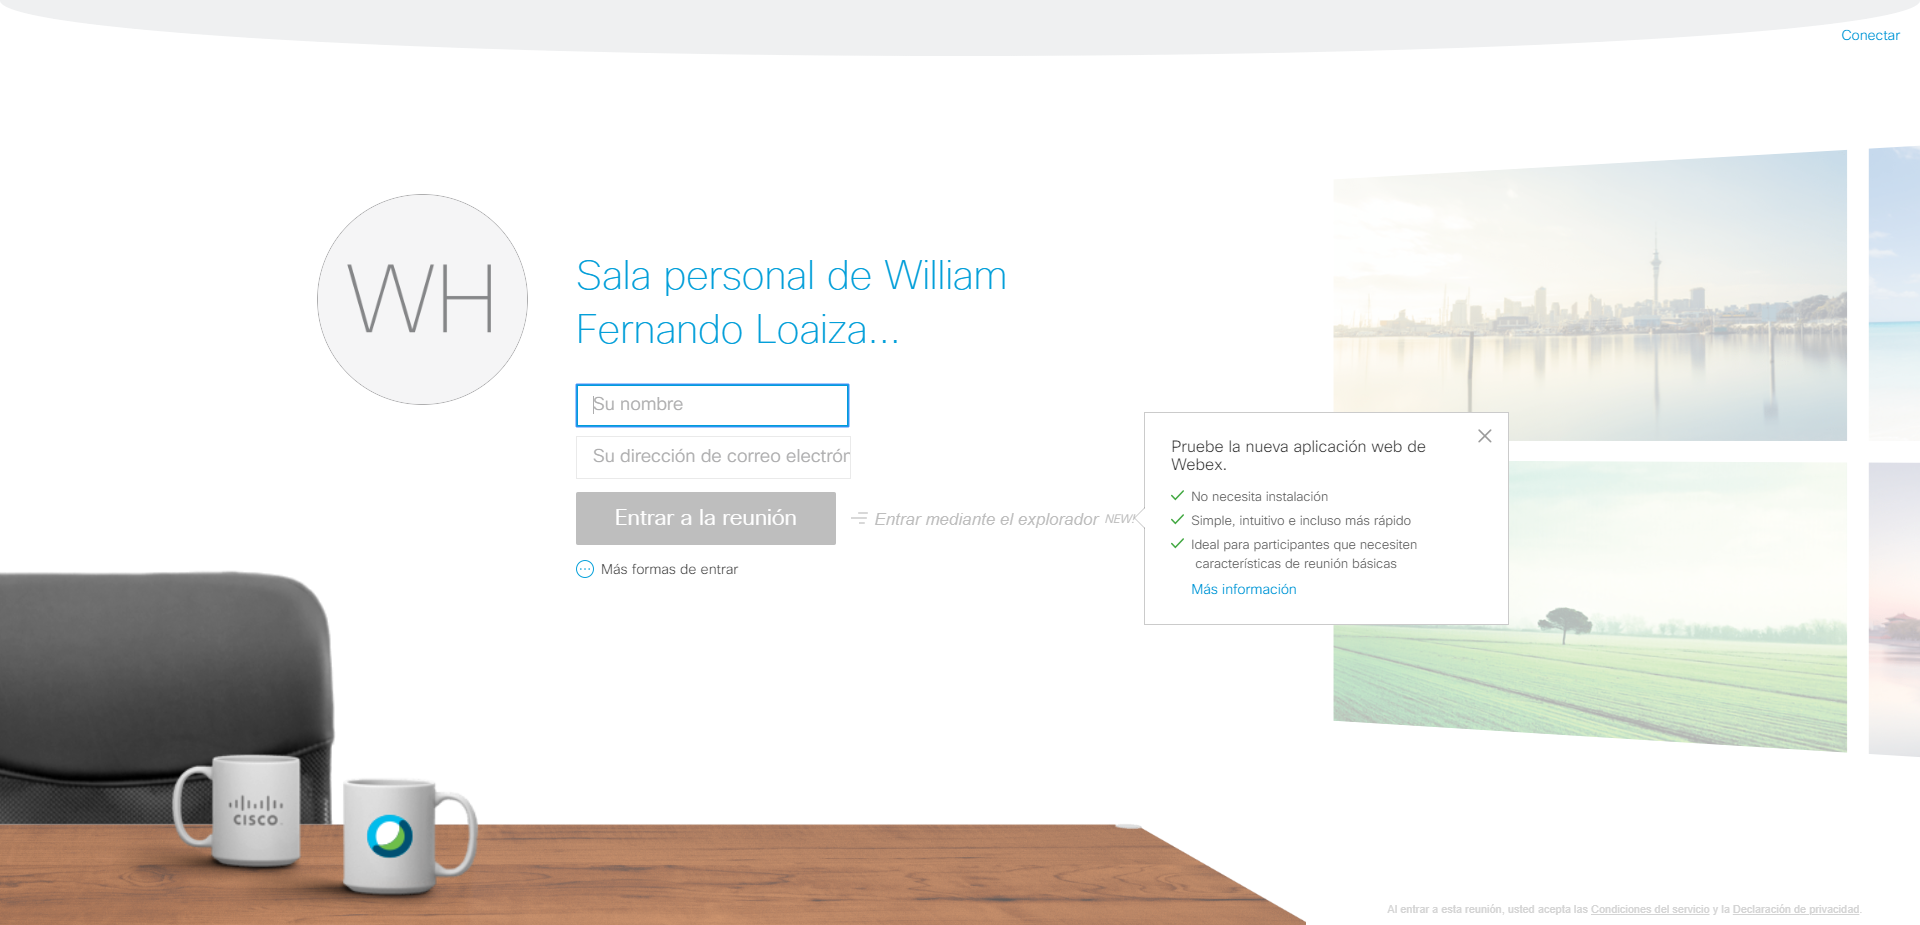 Conectar
WH
Sala personal de William
Fernando Loaiza...
Su nombre
Su dirección de correo electrón
Entrar a la reunión
Entrar mediante el explorador NEW!
Más formas de entrar
Pruebe la nueva aplicación web de
Webex.
No necesita instalación
Simple, intuitivo e incluso más rápido
Ideal para participantes que necesiten
características de reunión básicas
Más información
CISCO
Al entrar a esta reunión, usted acepta las Condiciones del servicio y la Declaración de privacidad.